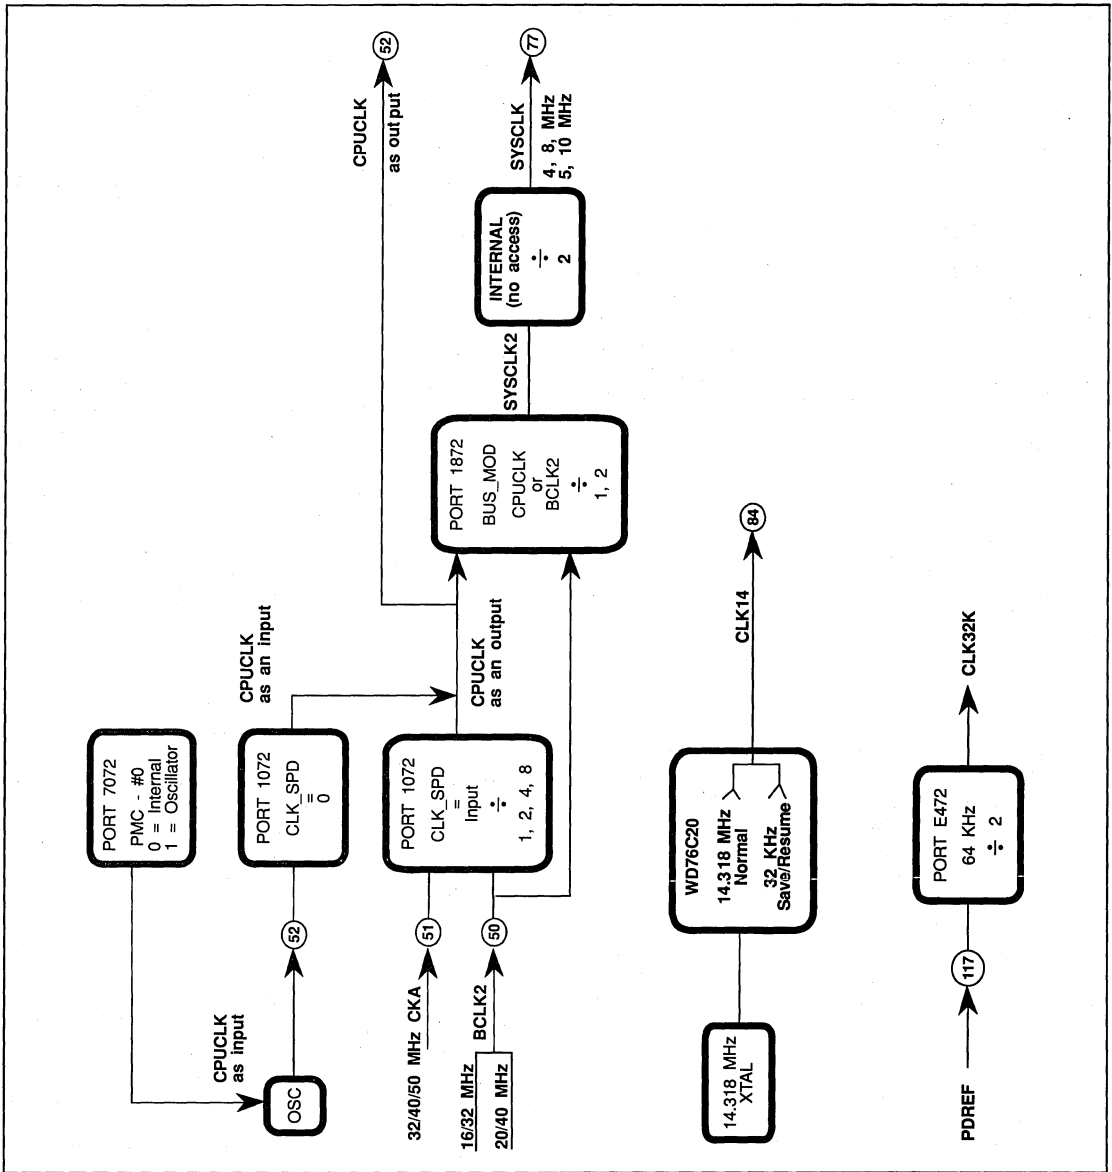 PORT 7072
PMC - #0
0 = Internal
1 = Oscillator
CPUCLK
as input
OSC
52
PORT 1072
CLK_SPD
=
0
CPUCLK
as an input
32/40/50 MHz CKA
51
16/32 MHz
20/40 MHz
BCLK2
50
PORT 1072
CLK_SPD
=
Input
÷
1, 2, 4, 8
CPUCLK
as an output
CPUCLK
as output
52
PORT 1872
BUS_MOD
CPUCLK
or
BCLK2
÷
1, 2
SYSCLK2
INTERNAL
(no access)
÷
2
SYSCLK
4, 8, MHz
5, 10 MHz
77
14.318 MHz
XTAL
WD76C20
14.318 MHz
Normal
32 KHz
Save/Resume
CLK14
84
PDREF
117
PORT E472
64 KHz
÷ 2
CLK32K